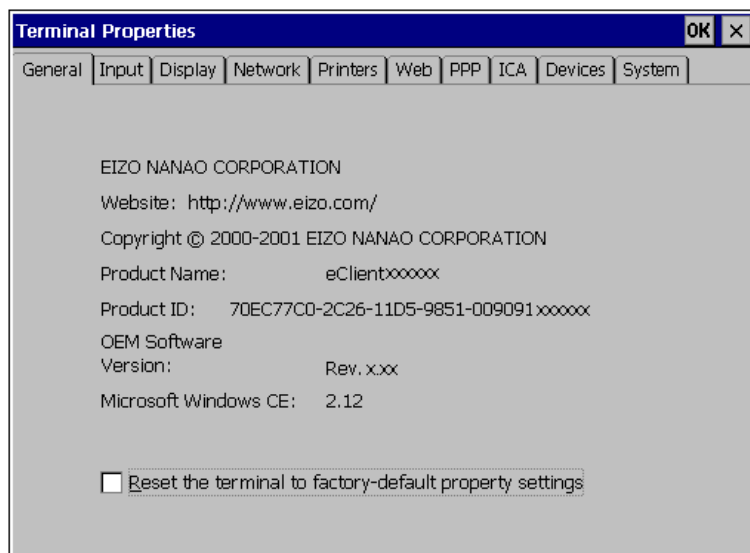 Terminal Properties OK ×
General Input Display Network Printers Web PPP ICA Devices System
EIZO NANAO CORPORATION
Website: http://www.eizo.com/
Copyright © 2000-2001 EIZO NANAO CORPORATION
Product Name: eClientxxxxxx
Product ID: 70EC77C0-2C26-11D5-9851-009091xxxxxx
OEM Software
Version: Rev. x.xx
Microsoft Windows CE: 2.12
Reset the terminal to factory-default property settings